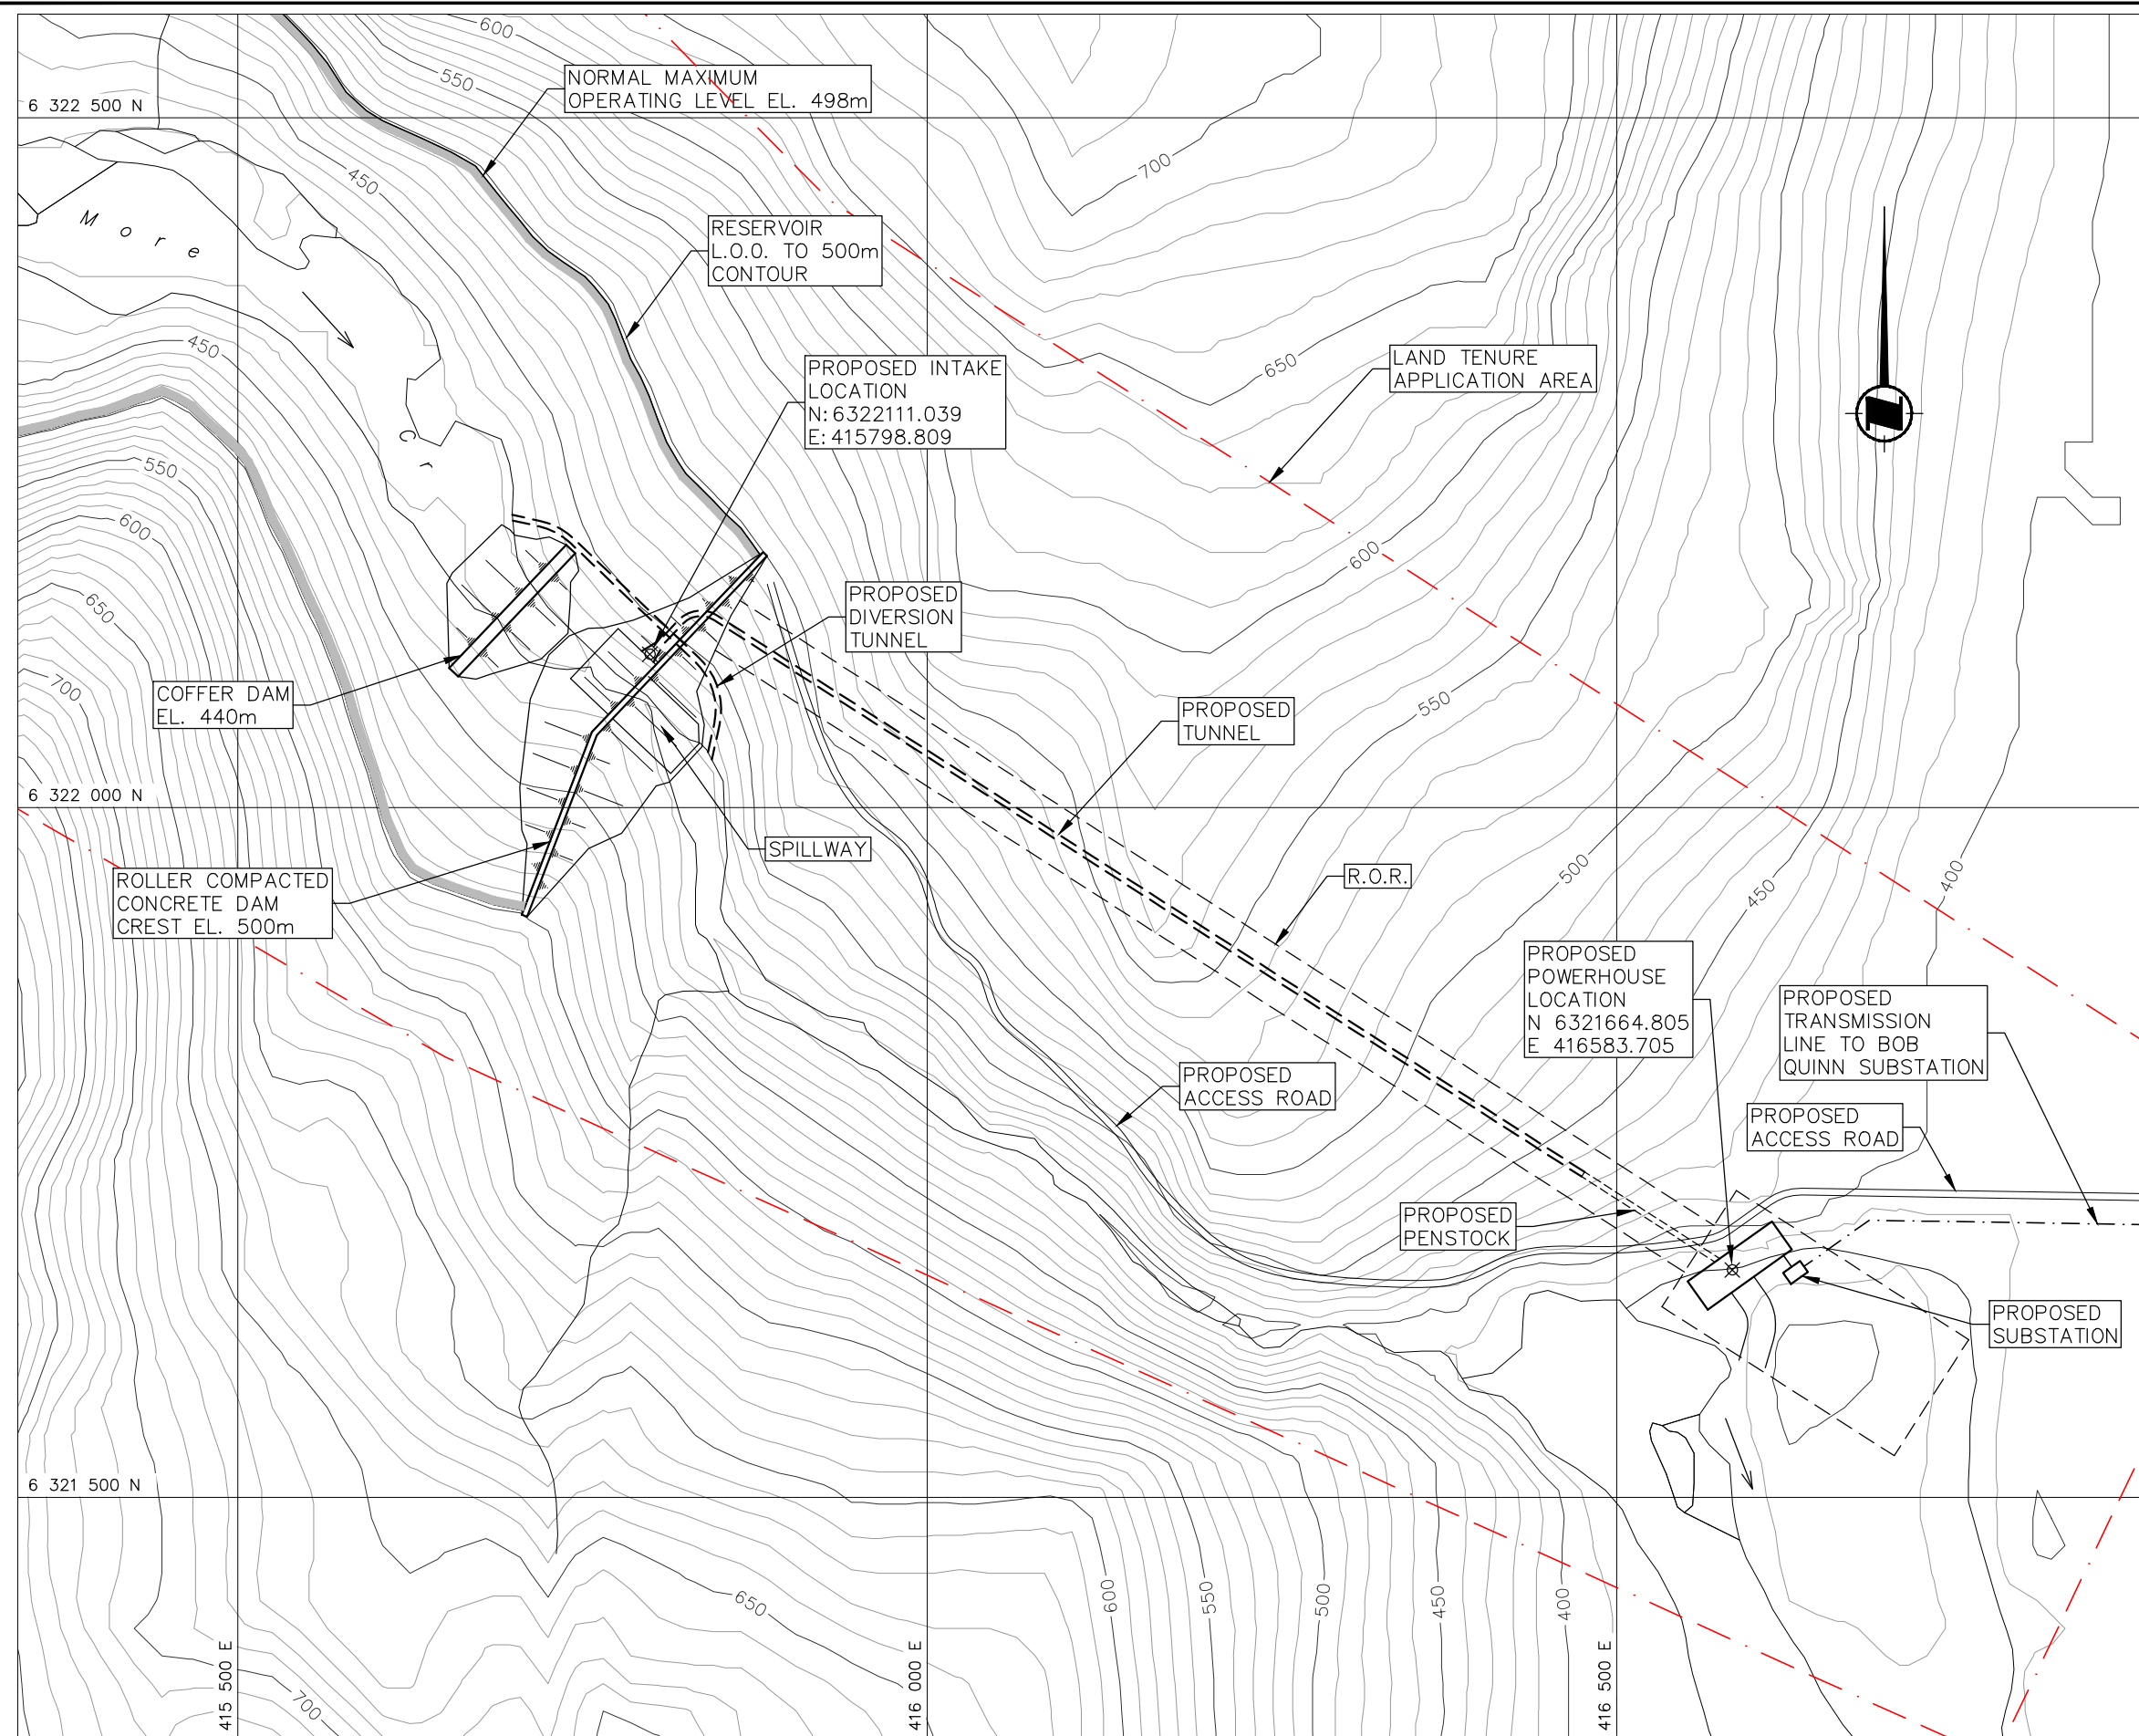 600
550
NORMAL MAXIMUM
OPERATING LEVEL EL. 498m
6 322 500 N
700
450
More
RESERVOIR
L.O.O. TO 500m
CONTOUR
450
PROPOSED INTAKE
LOCATION
N: 6322111.039
E: 415798.809
LAND TENURE
APPLICATION AREA
650
Cr
550
600
600
650
PROPOSED
DIVERSION
TUNNEL
700
COFFER DAM
EL. 440m
550
PROPOSED
TUNNEL
6 322 000 N
SPILLWAY
ROLLER COMPACTED
CONCRETE DAM
CREST EL. 500m
R.O.R.
500
450
400
PROPOSED
POWERHOUSE
LOCATION
N 6321664.805
E 416583.705
PROPOSED
TRANSMISSION
LINE TO BOB
QUINN SUBSTATION
PROPOSED
ACCESS ROAD
PROPOSED
ACCESS ROAD
PROPOSED
PENSTOCK
PROPOSED
SUBSTATION
6 321 500 N
650
600
550
500
450
400
700
415 500 E
416 000 E
416 500 E